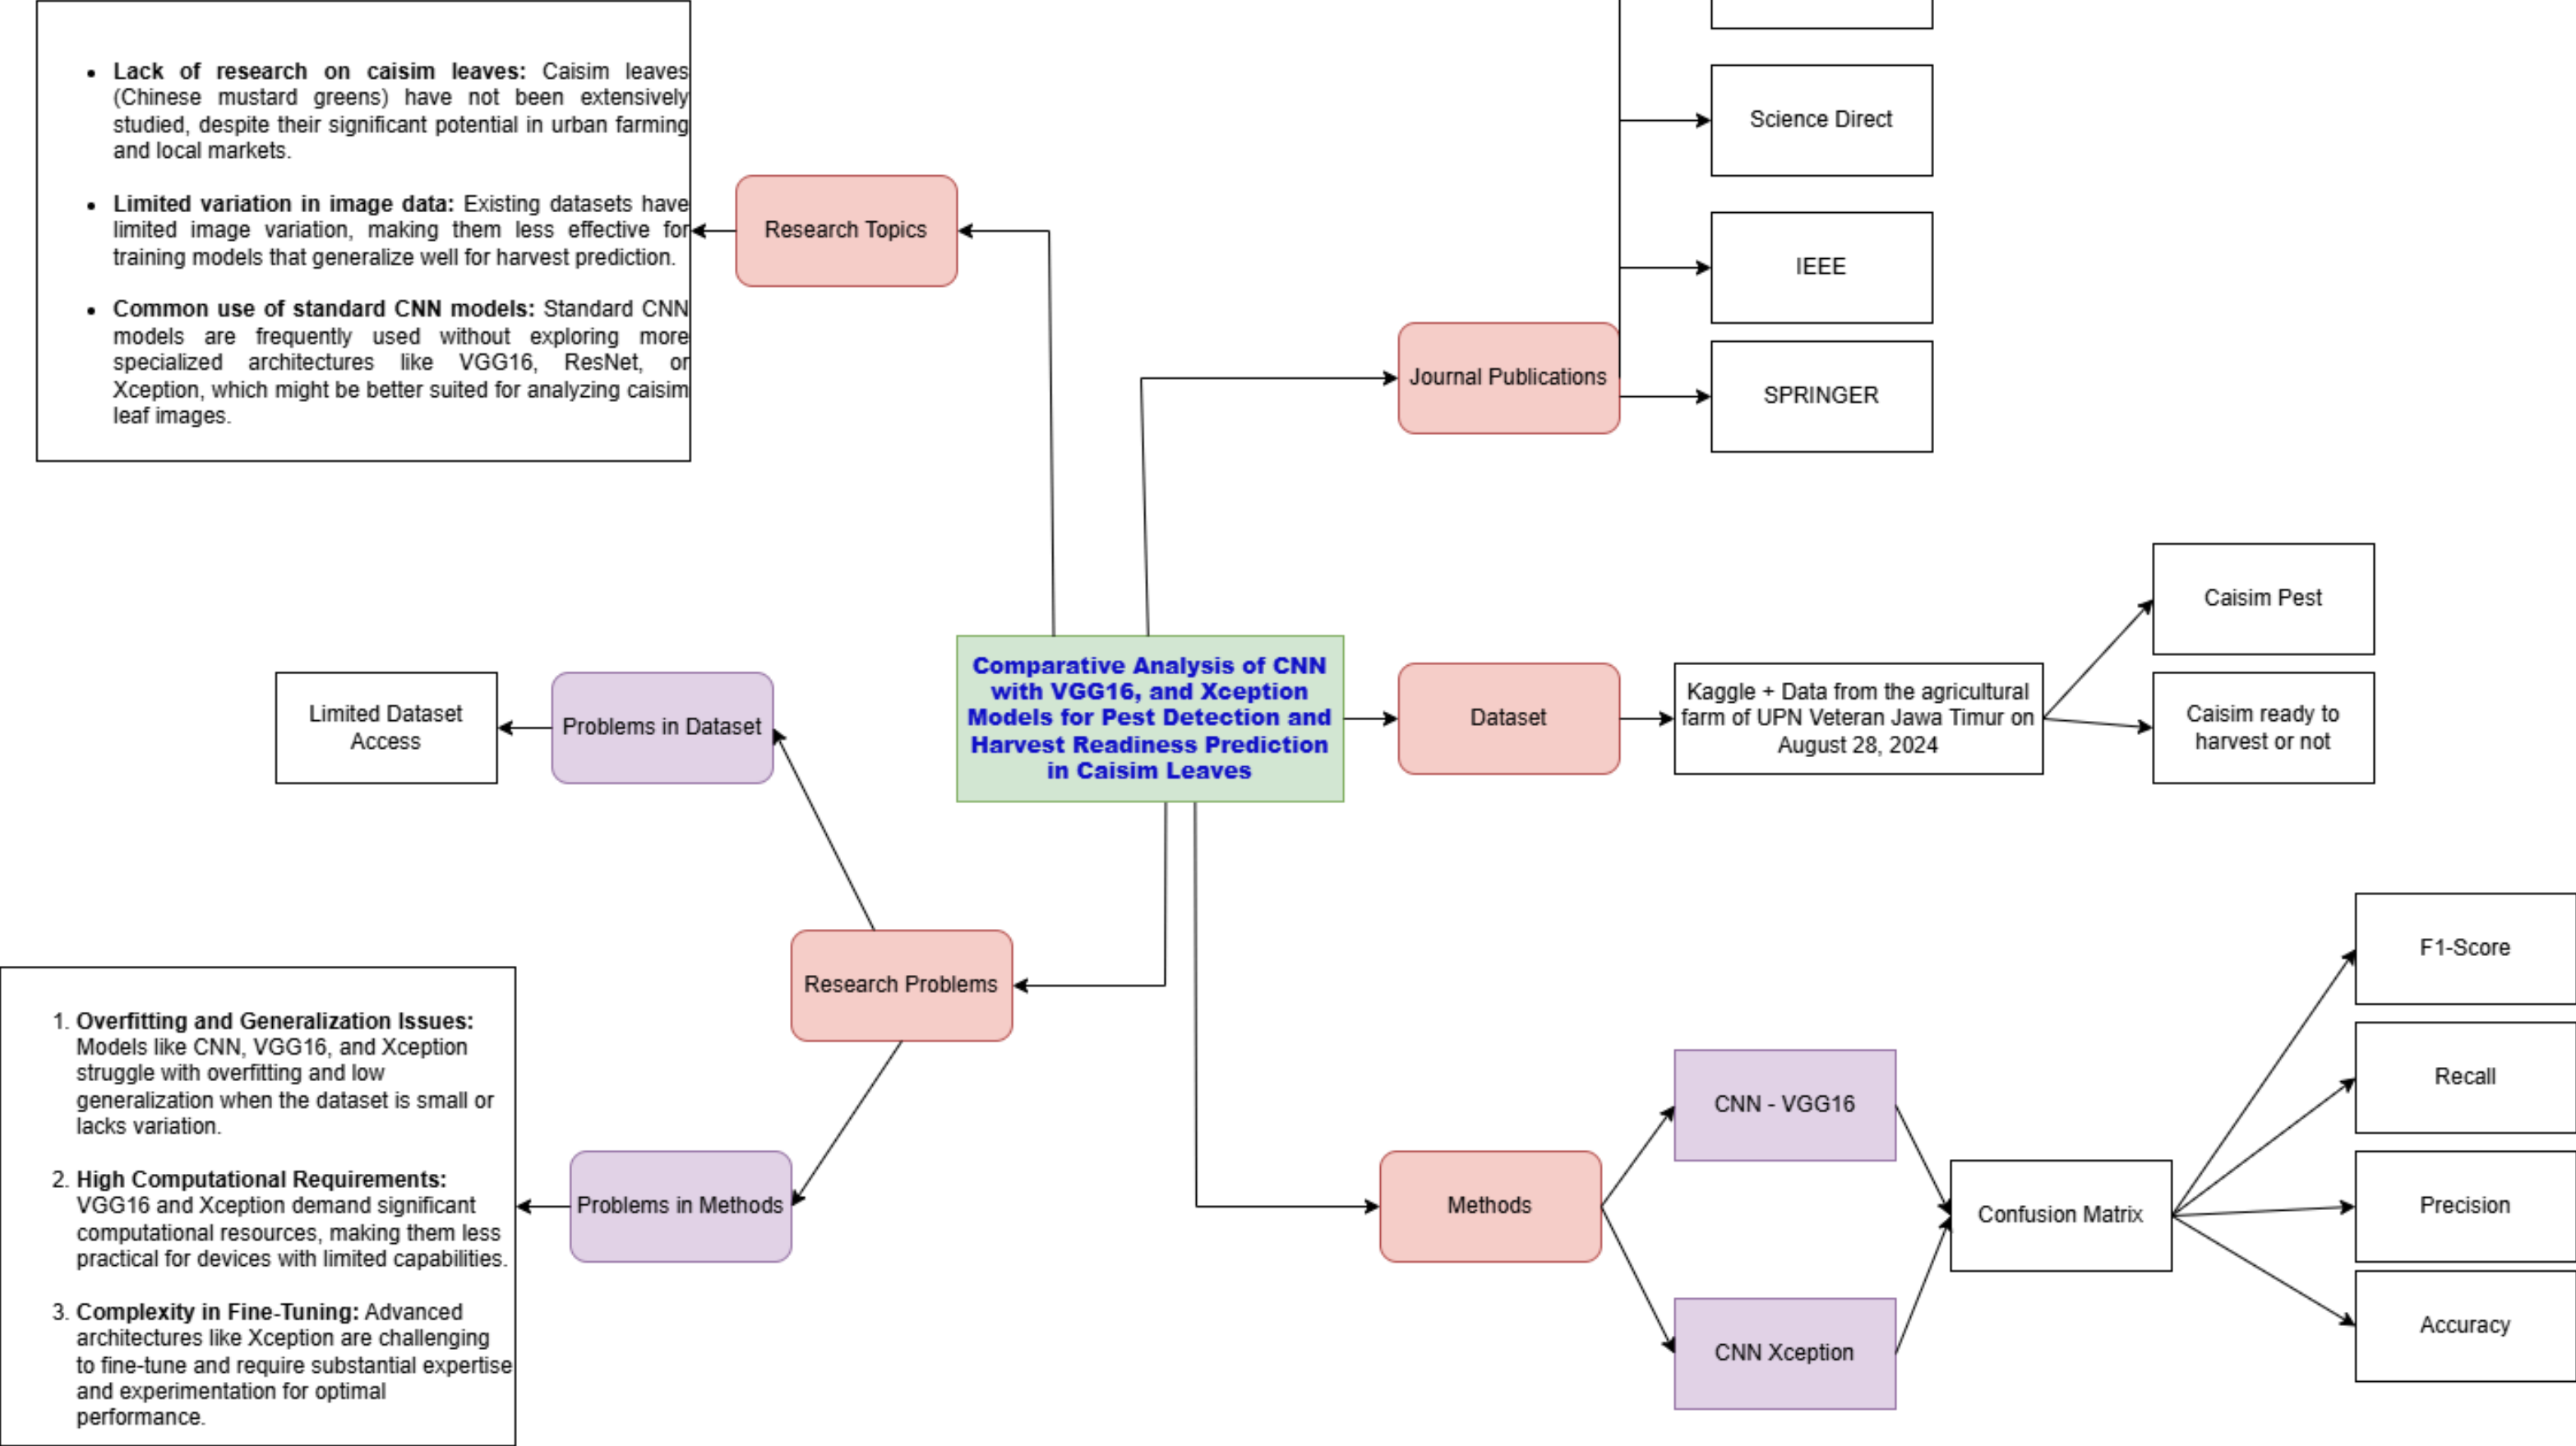 • Lack of research on caisim leaves: Caisim leaves
(Chinese mustard greens) have not been extensively
studied, despite their significant potential in urban farming
and local markets.
• Limited variation in image data: Existing datasets have
limited image variation, making them less effective for
training models that generalize well for harvest prediction.
• Common use of standard CNN models: Standard CNN
models are frequently used without exploring more
specialized architectures like VGG16, ResNet, or
Xception, which might be better suited for analyzing caisim
leaf images.
Research Topics
Science Direct
IEEE
Journal Publications
SPRINGER
Limited Dataset
Access
Problems in Dataset
Comparative Analysis of CNN
with VGG16, and Xception
Models for Pest Detection and
Harvest Readiness Prediction
in Caisim Leaves
Dataset
Kaggle + Data from the agricultural
farm of UPN Veteran Jawa Timur on
August 28, 2024
Caisim Pest
Caisim ready to
harvest or not
Research Problems
1. Overfitting and Generalization Issues:
Models like CNN, VGG16, and Xception
struggle with overfitting and low
generalization when the dataset is small or
lacks variation.
2. High Computational Requirements:
VGG16 and Xception demand significant
computational resources, making them less
practical for devices with limited capabilities.
3. Complexity in Fine-Tuning: Advanced
architectures like Xception are challenging
to fine-tune and require substantial expertise
and experimentation for optimal
performance.
Problems in Methods
Methods
CNN - VGG16
CNN Xception
Confusion Matrix
F1-Score
Recall
Precision
Accuracy